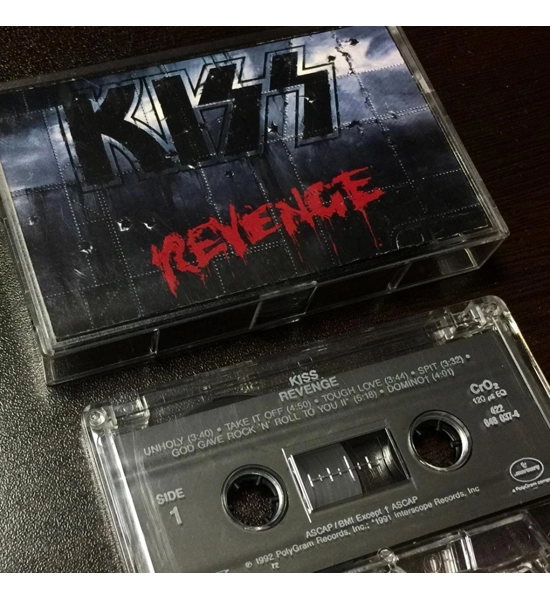 KISS
REVENGE
KISS
REVENGE
UNHOLY (3:40) • TAKE IT OFF (4:50) • TOUGH LOVE (3:44) • SPIT (3:32) •
GOD GAVE ROCK 'N' ROLL TO YOU II* (5:18) • DOMINO† (4:01)
CrO2
120 µs EQ
422
848 037-4
SIDE
1
a PolyGram company
ASCAP/BMI Except † ASCAP
℗ 1992 PolyGram Records, Inc.; *1991 Interscope Records, Inc